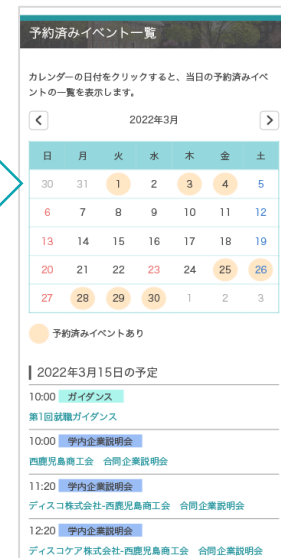 予約済みイベント一覧
カレンダーの日付をクリックすると、当日の予約済みイベ
ントの一覧を表示します。
2022年3月
日 月 火 水 木 金 土
30 31 1 2 3 4 5
6 7 8 9 10 11 12
13 14 15 16 17 18 19
20 21 22 23 24 25 26
27 28 29 30 1 2 3
予約済みイベントあり
2022年3月15日の予定
10:00 ガイダンス
第1回就職ガイダンス
10:00 学内企業説明会
西鹿児島商工会 合同企業説明会
11:20 学内企業説明会
ディスコ株式会社-西鹿児島商工会 合同企業説明会
12:20 学内企業説明会
ディスコケア株式会社-西鹿児島商工会 合同企業説明会